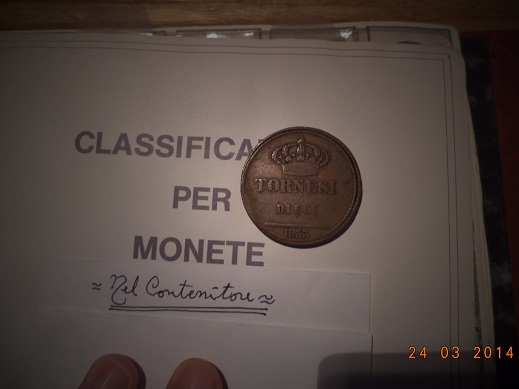 CLASSIFICA
PER
MONETE
TORNESI
DIECI
≈ Nel Contenitore ≈
24 03 2014